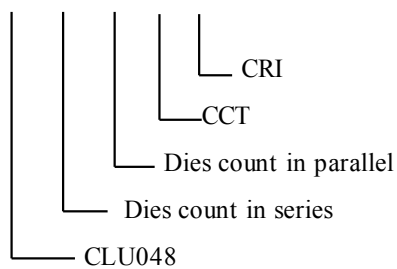 CRI
CCT
Dies count in parallel
Dies count in series
CLU048